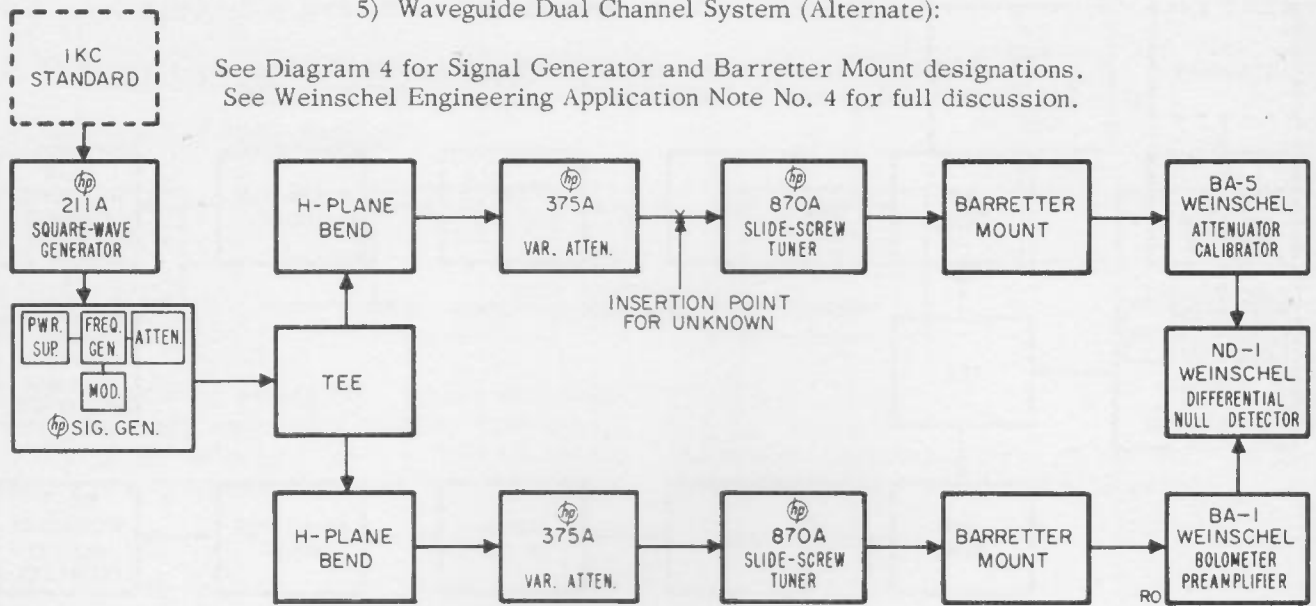 5) Waveguide Dual Channel System (Alternate):
1KC
STANDARD
See Diagram 4 for Signal Generator and Barretter Mount designations.
See Weinschel Engineering Application Note No. 4 for full discussion.
hp
211A
SQUARE-WAVE
GENERATOR
H-PLANE
BEND
hp
375A
VAR. ATTEN.
hp
870A
SLIDE-SCREW
TUNER
BARRETTER
MOUNT
BA-5
WEINSCHEL
ATTENUATOR
CALIBRATOR
INSERTION POINT
FOR UNKNOWN
PWR.
SUP.
FREQ.
GEN
ATTEN.
MOD.
hp SIG. GEN.
TEE
ND-1
WEINSCHEL
DIFFERENTIAL
NULL DETECTOR
H-PLANE
BEND
hp
375A
VAR. ATTEN.
hp
870A
SLIDE-SCREW
TUNER
BARRETTER
MOUNT
BA-1
WEINSCHEL
BOLOMETER
PREAMPLIFIER
RO